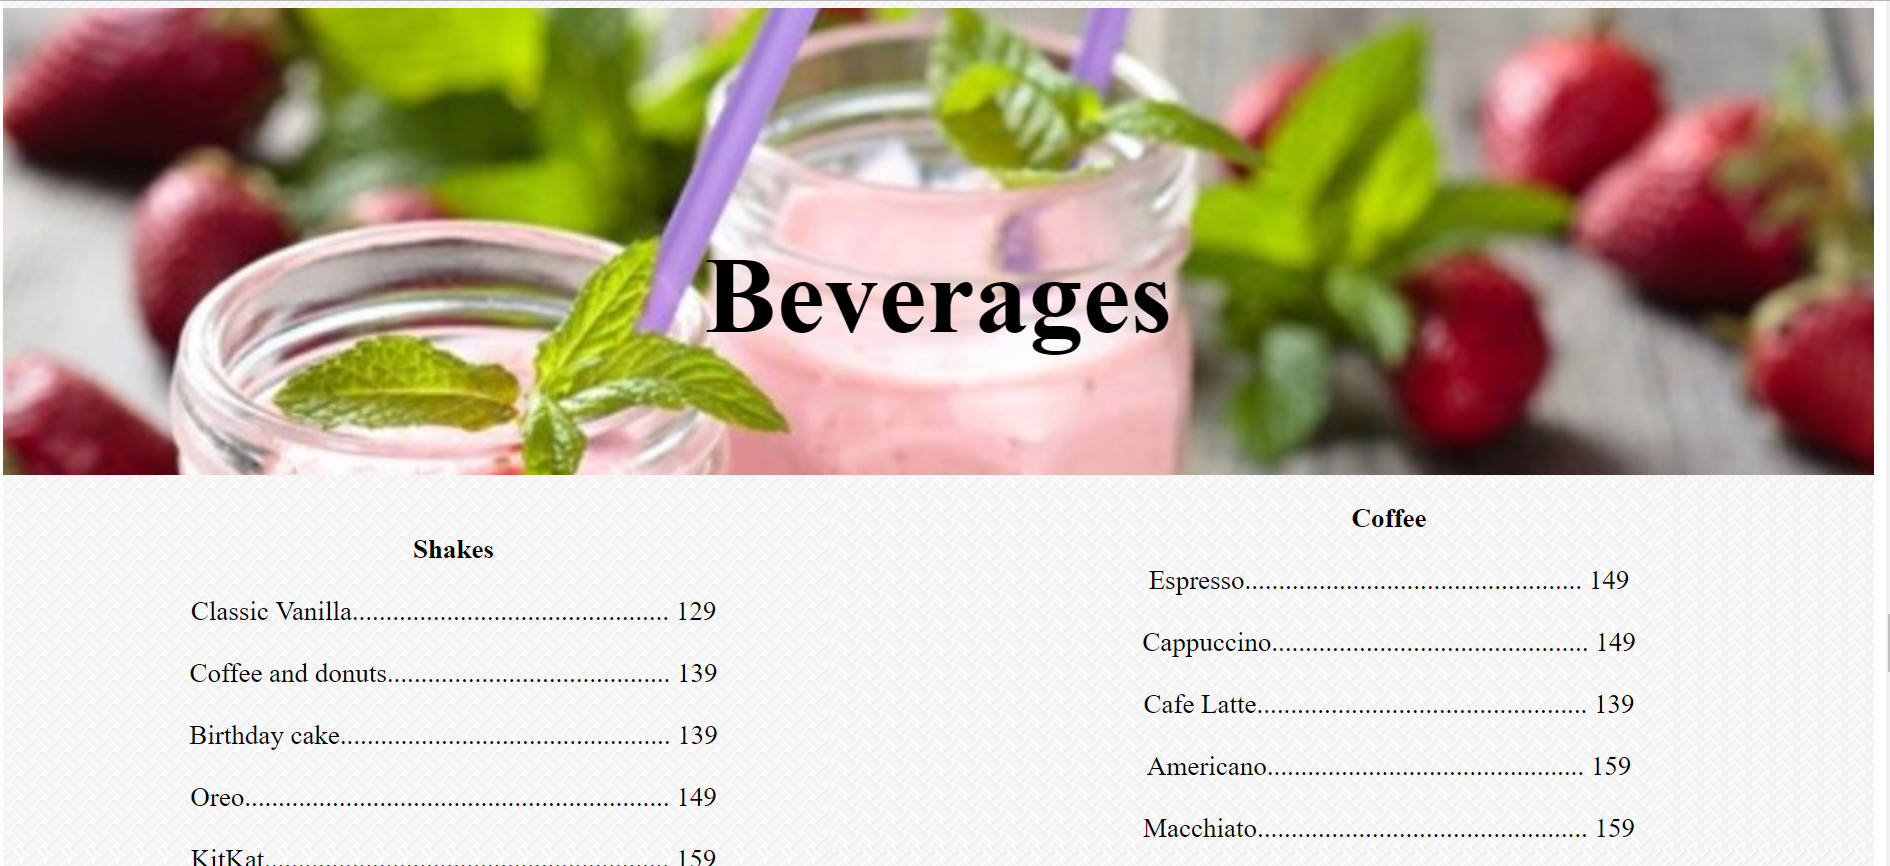 Beverages
Shakes
Classic Vanilla............................................... 129
Coffee and donuts.......................................... 139
Birthday cake................................................. 139
Oreo............................................................... 149
KitKat............................................................ 159
Coffee
Espresso.................................................. 149
Cappuccino............................................... 149
Cafe Latte................................................. 139
Americano............................................... 159
Macchiato................................................. 159